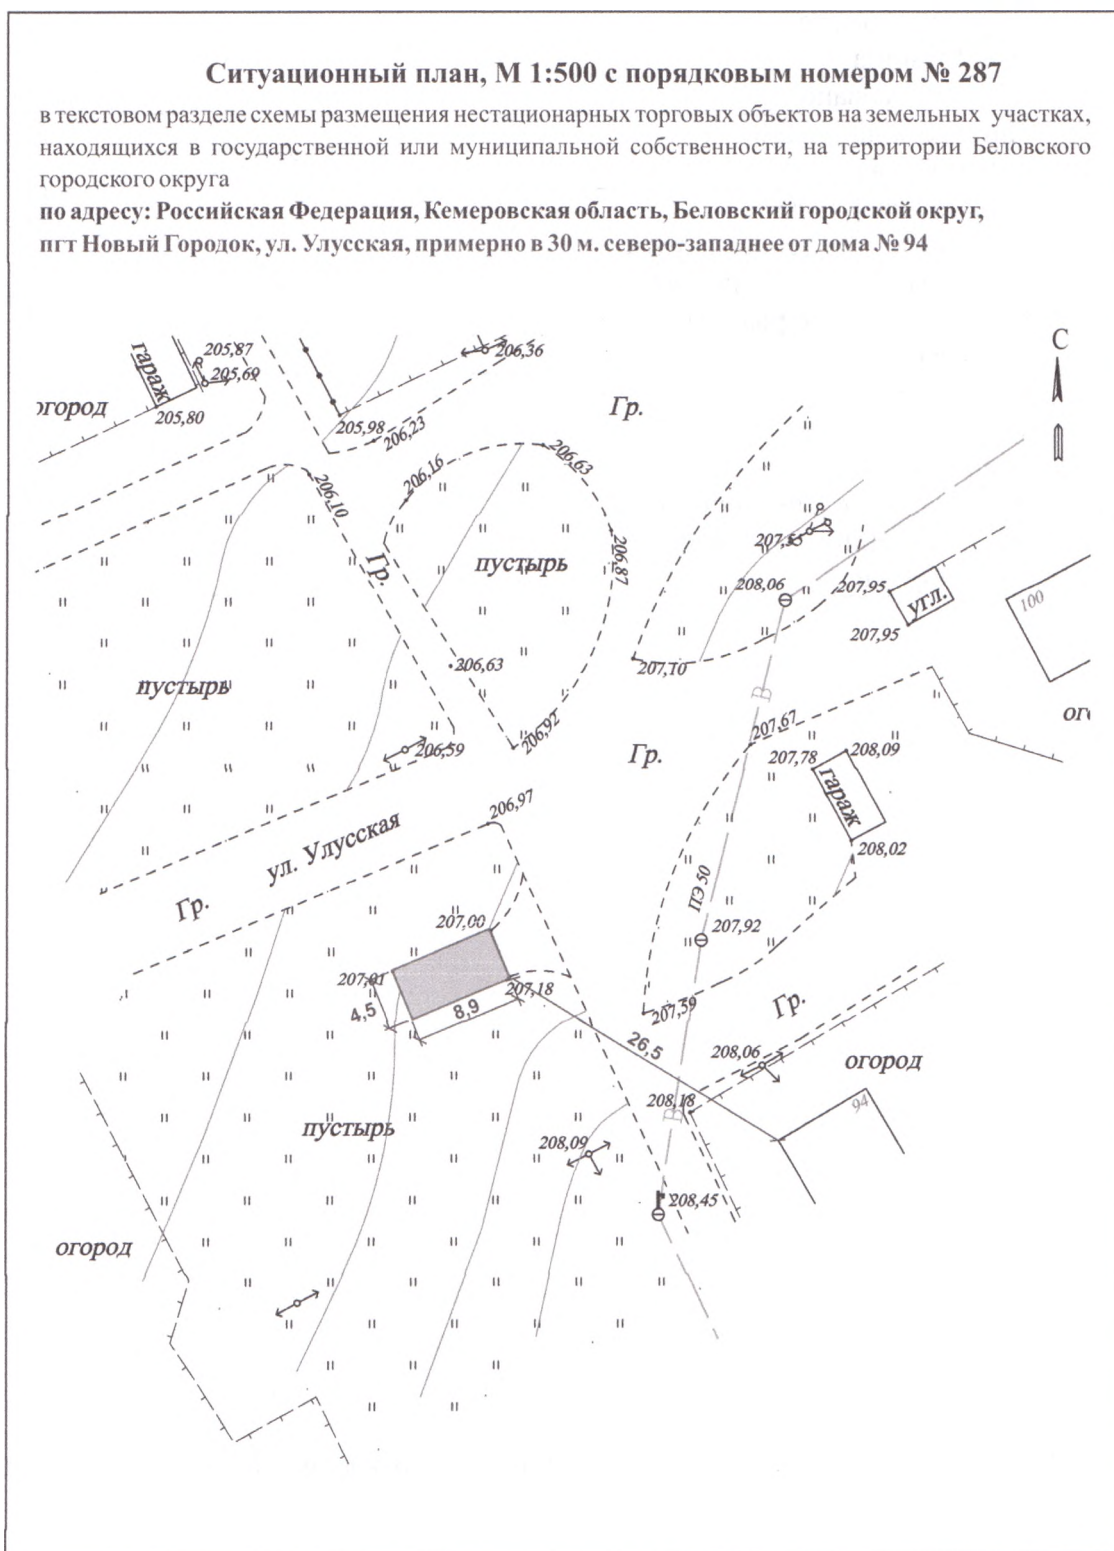 Ситуационный план, М 1:500 с порядковым номером № 287
в текстовом разделе схемы размещения нестационарных торговых объектов на земельных участках,
находящихся в государственной или муниципальной собственности, на территории Беловского
городского округа
по адресу: Российская Федерация, Кемеровская область, Беловский городской округ,
пгт Новый Городок, ул. Улусская, примерно в 30 м. северо-западнее от дома № 94
С
гараж
205,87
205,69
206,36
огород
205,80
205,98
206,23
Гр.
206,16
206,63
206,10
207,55
Гр.
пустырь
206,87
208,06
207,95
угл.
100
207,95
206,63
207,10
пустырь
В
206,92
207,67
ого
206,59
Гр.
207,78
208,09
гараж
206,97
ул. Улусская
208,02
ПЭ 50
Гр.
207,00
207,92
207,01
207,18
4,5
8,9
207,59
Гр.
26,5
208,06
огород
208,18
В
94
пустырь
208,09
208,45
огород